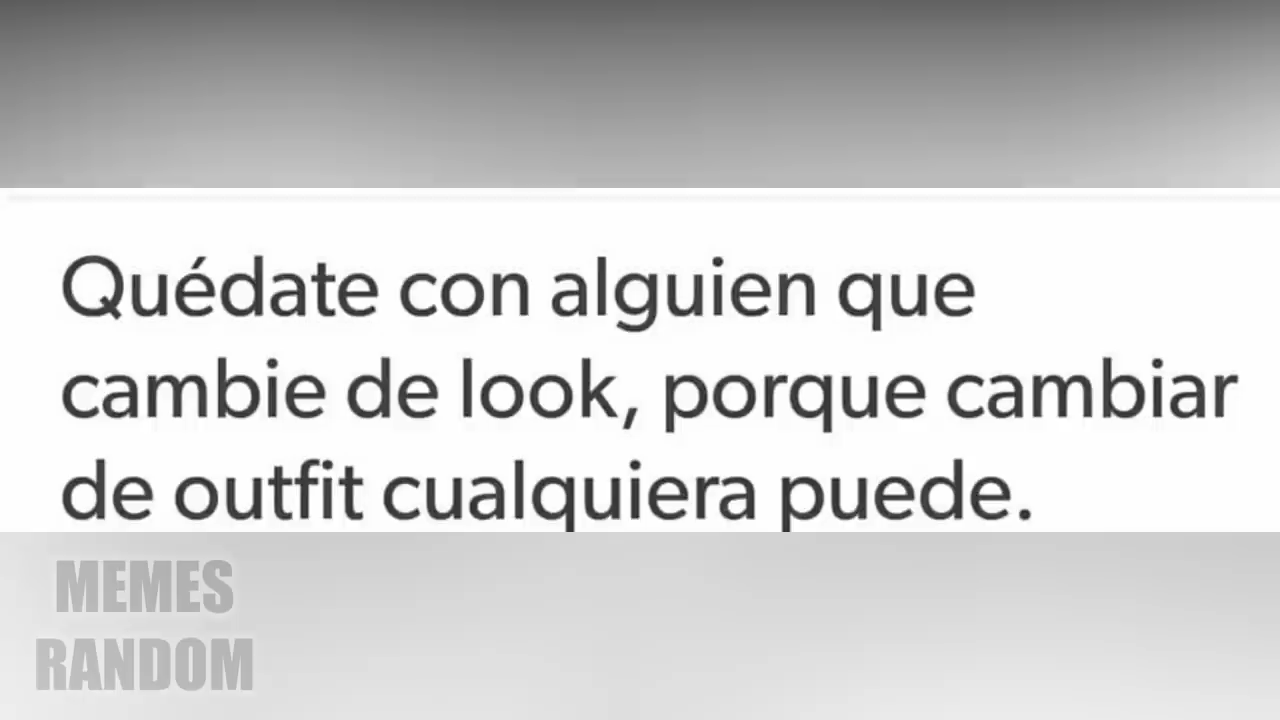 Quédate con alguien que
cambie de look, porque cambiar
de outfit cualquiera puede.
MEMES
RANDOM